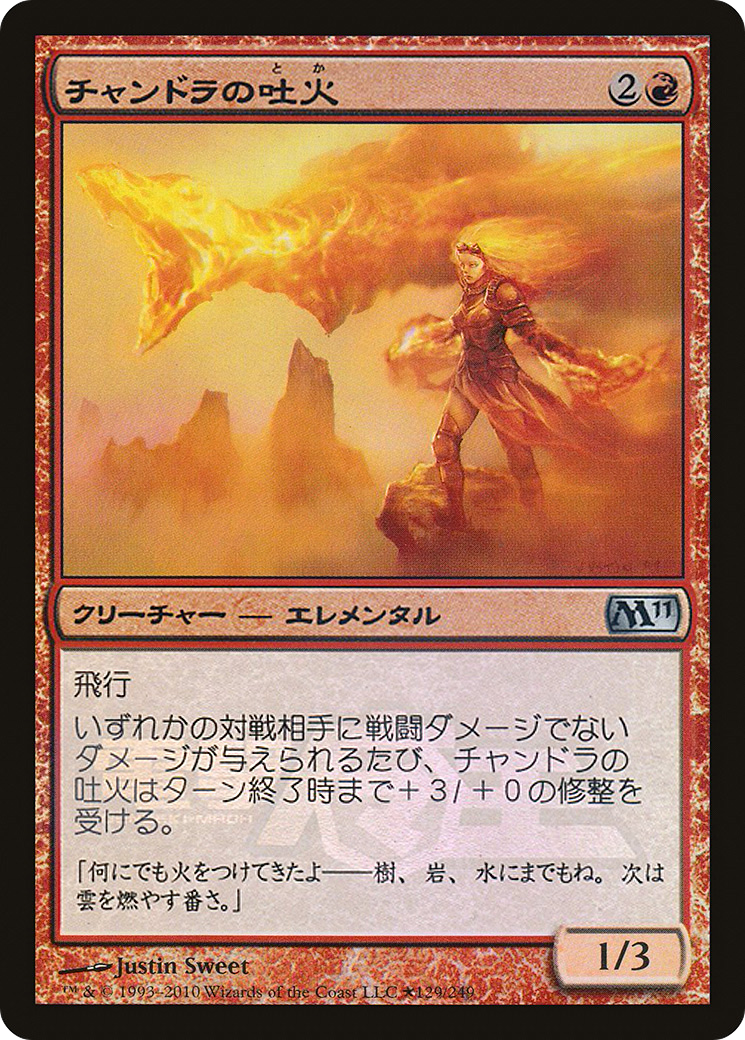 とか
チャンドラの吐火
2
クリーチャー ― エレメンタル
M11
飛行
いずれかの対戦相手に戦闘ダメージでない
ダメージが与えられるたび、チャンドラの
吐火はターン終了時まで＋３/＋０の修整を
受ける。
「何にでも火をつけてきたよ――樹、岩、水にまでもね。次は
雲を燃やす番さ。」
1/3
Justin Sweet
™ & © 1993–2010 Wizards of the Coast LLC ★129/249